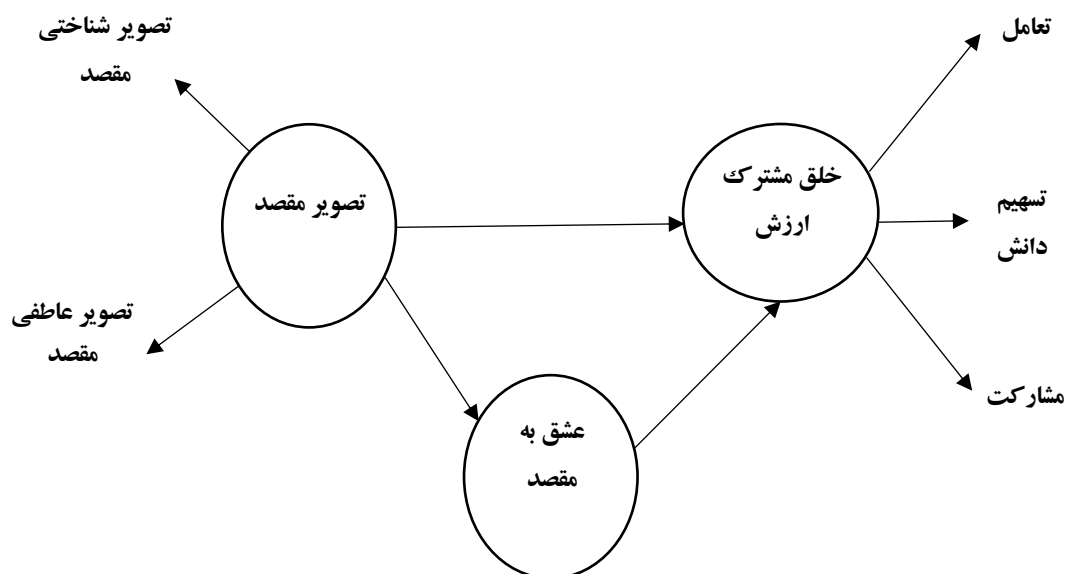 تعامل
تصویر شناختی
مقصد
خلق مشترک
ارزش
تصویر مقصد
تسهیم
دانش
تصویر عاطفی
مقصد
مشارکت
عشق به
مقصد